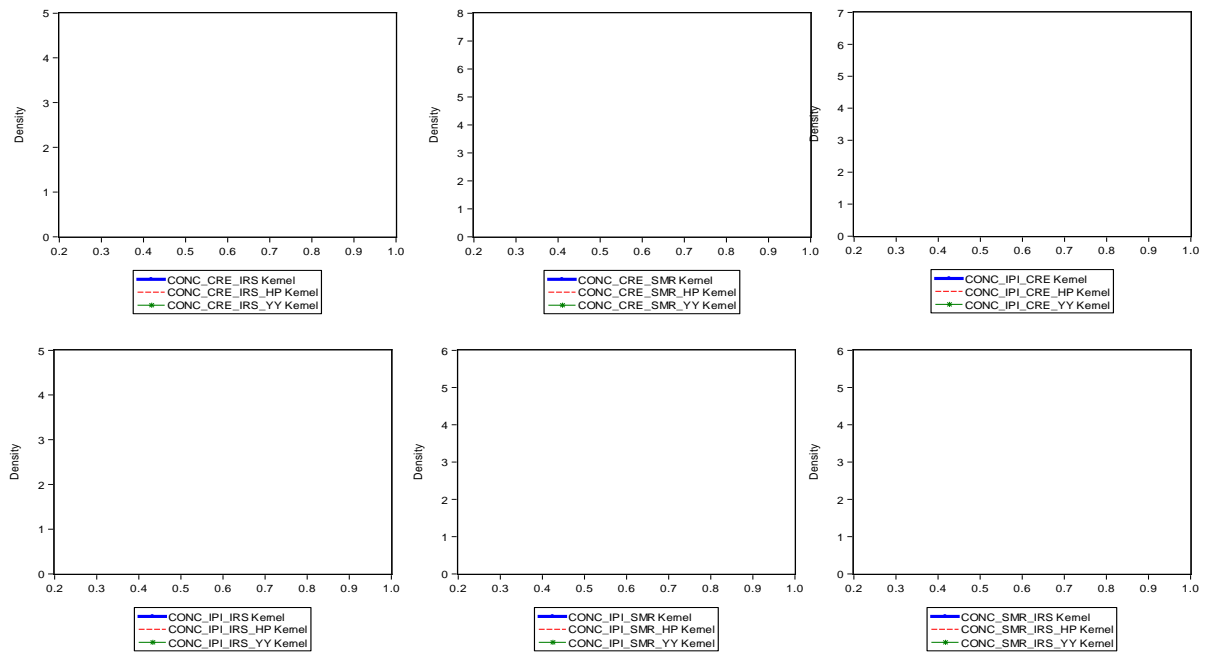 5
4
3
2
1
0
Density
0.2 0.3 0.4 0.5 0.6 0.7 0.8 0.9 1.0
CONC_CRE_IRS Kernel
CONC_CRE_IRS_HP Kernel
CONC_CRE_IRS_YY Kernel
8
7
6
5
4
3
2
1
0
Density
0.2 0.3 0.4 0.5 0.6 0.7 0.8 0.9 1.0
CONC_CRE_SMR Kernel
CONC_CRE_SMR_HP Kernel
CONC_CRE_SMR_YY Kernel
7
6
5
4
3
2
1
0
Density
0.2 0.3 0.4 0.5 0.6 0.7 0.8 0.9 1.0
CONC_IPI_CRE Kernel
CONC_IPI_CRE_HP Kernel
CONC_IPI_CRE_YY Kernel
5
4
3
2
1
0
Density
0.2 0.3 0.4 0.5 0.6 0.7 0.8 0.9 1.0
CONC_IPI_IRS Kernel
CONC_IPI_IRS_HP Kernel
CONC_IPI_IRS_YY Kernel
6
5
4
3
2
1
0
Density
0.2 0.3 0.4 0.5 0.6 0.7 0.8 0.9 1.0
CONC_IPI_SMR Kernel
CONC_IPI_SMR_HP Kernel
CONC_IPI_SMR_YY Kernel
6
5
4
3
2
1
0
Density
0.2 0.3 0.4 0.5 0.6 0.7 0.8 0.9 1.0
CONC_SMR_IRS Kernel
CONC_SMR_IRS_HP Kernel
CONC_SMR_IRS_YY Kernel